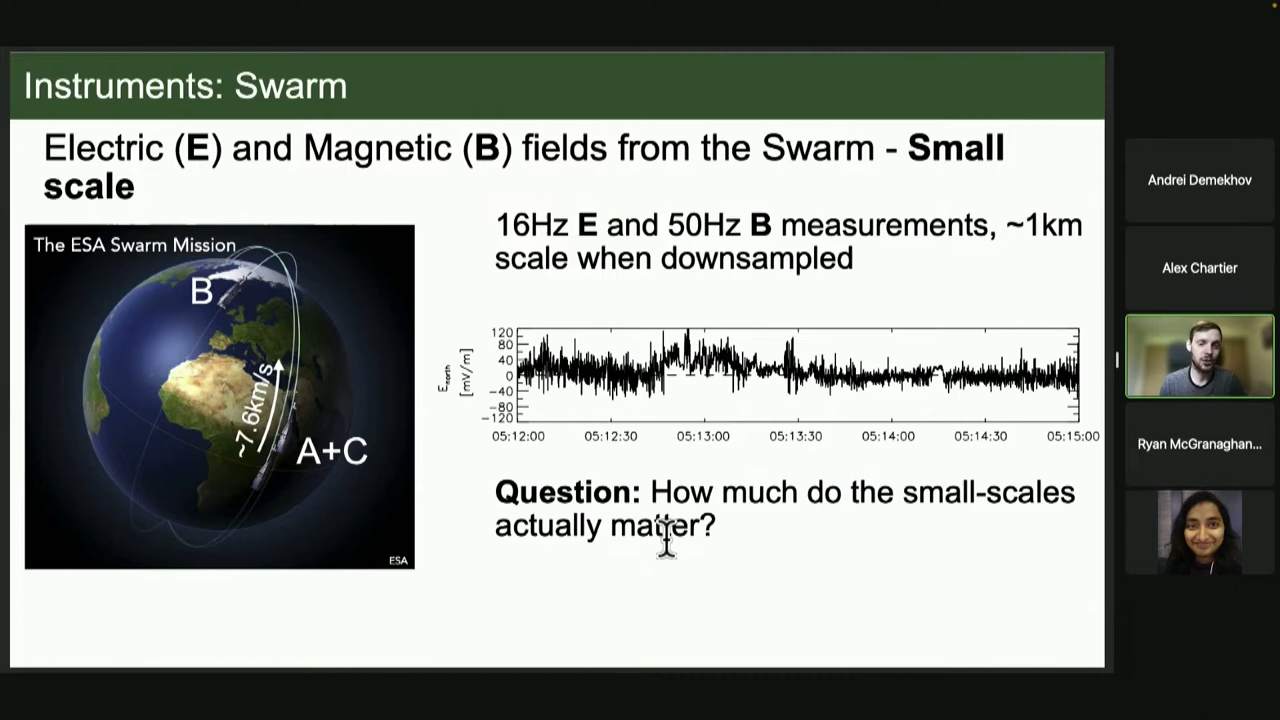 Instruments: Swarm
Electric (E) and Magnetic (B) fields from the Swarm - Small
scale
The ESA Swarm Mission
B
~7.6km/s
A+C
ESA
16Hz E and 50Hz B measurements, ~1km
scale when downsampled
E north
[mV/m]
120
80
40
0
-40
-80
-120
05:12:00 05:12:30 05:13:00 05:13:30 05:14:00 05:14:30 05:15:00
Question: How much do the small-scales
actually matter?
Andrei Demekhov
Alex Chartier
Ryan McGranaghan...